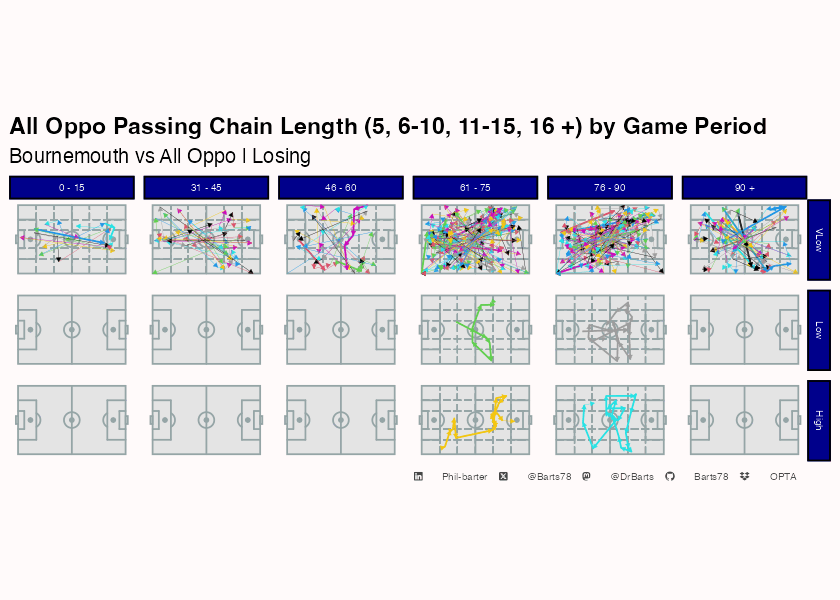 All Oppo Passing Chain Length (5, 6-10, 11-15, 16 +) by Game Period
Bournemouth vs All Oppo l Losing
0 - 15
31 - 45
46 - 60
61 - 75
76 - 90
90 +
VLow
Low
High
Phil-barter @Barts78 @DrBarts Barts78 OPTA